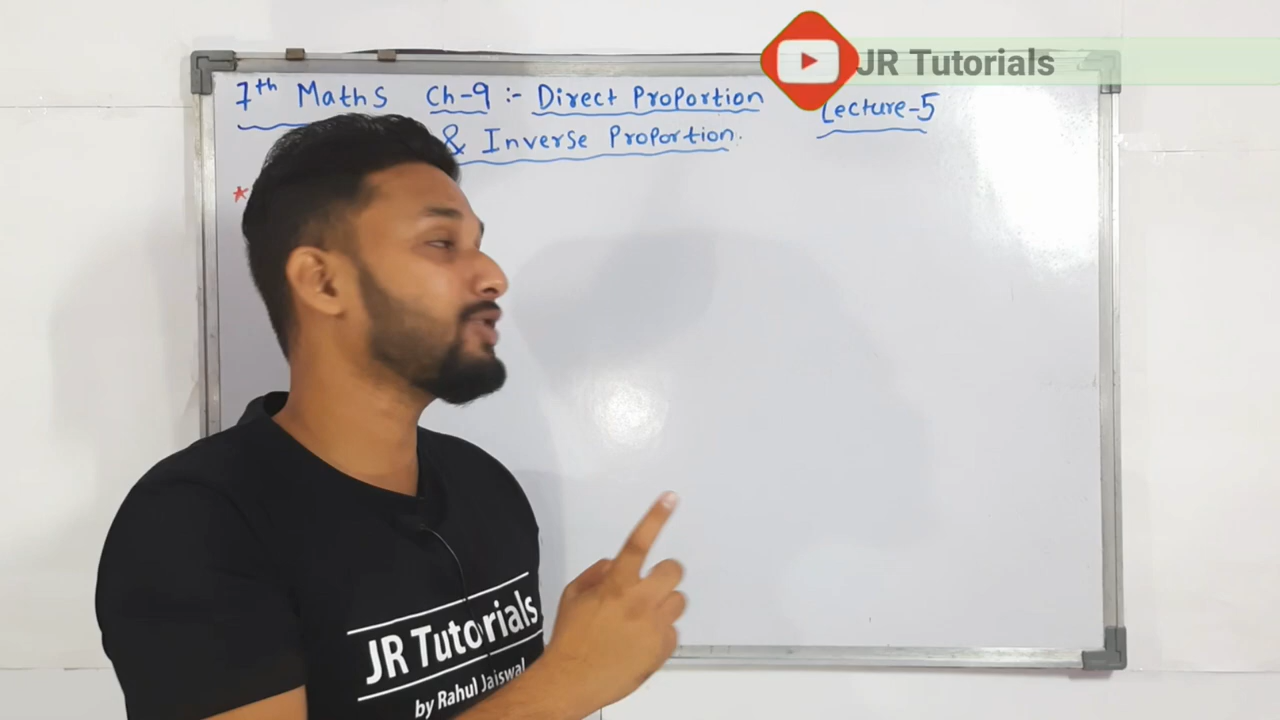 JR Tutorials
7th Maths Ch-9 :- Direct Proportion Lecture-5
& Inverse Proportion.
*
JR Tutorials
by Rahul Jaiswal